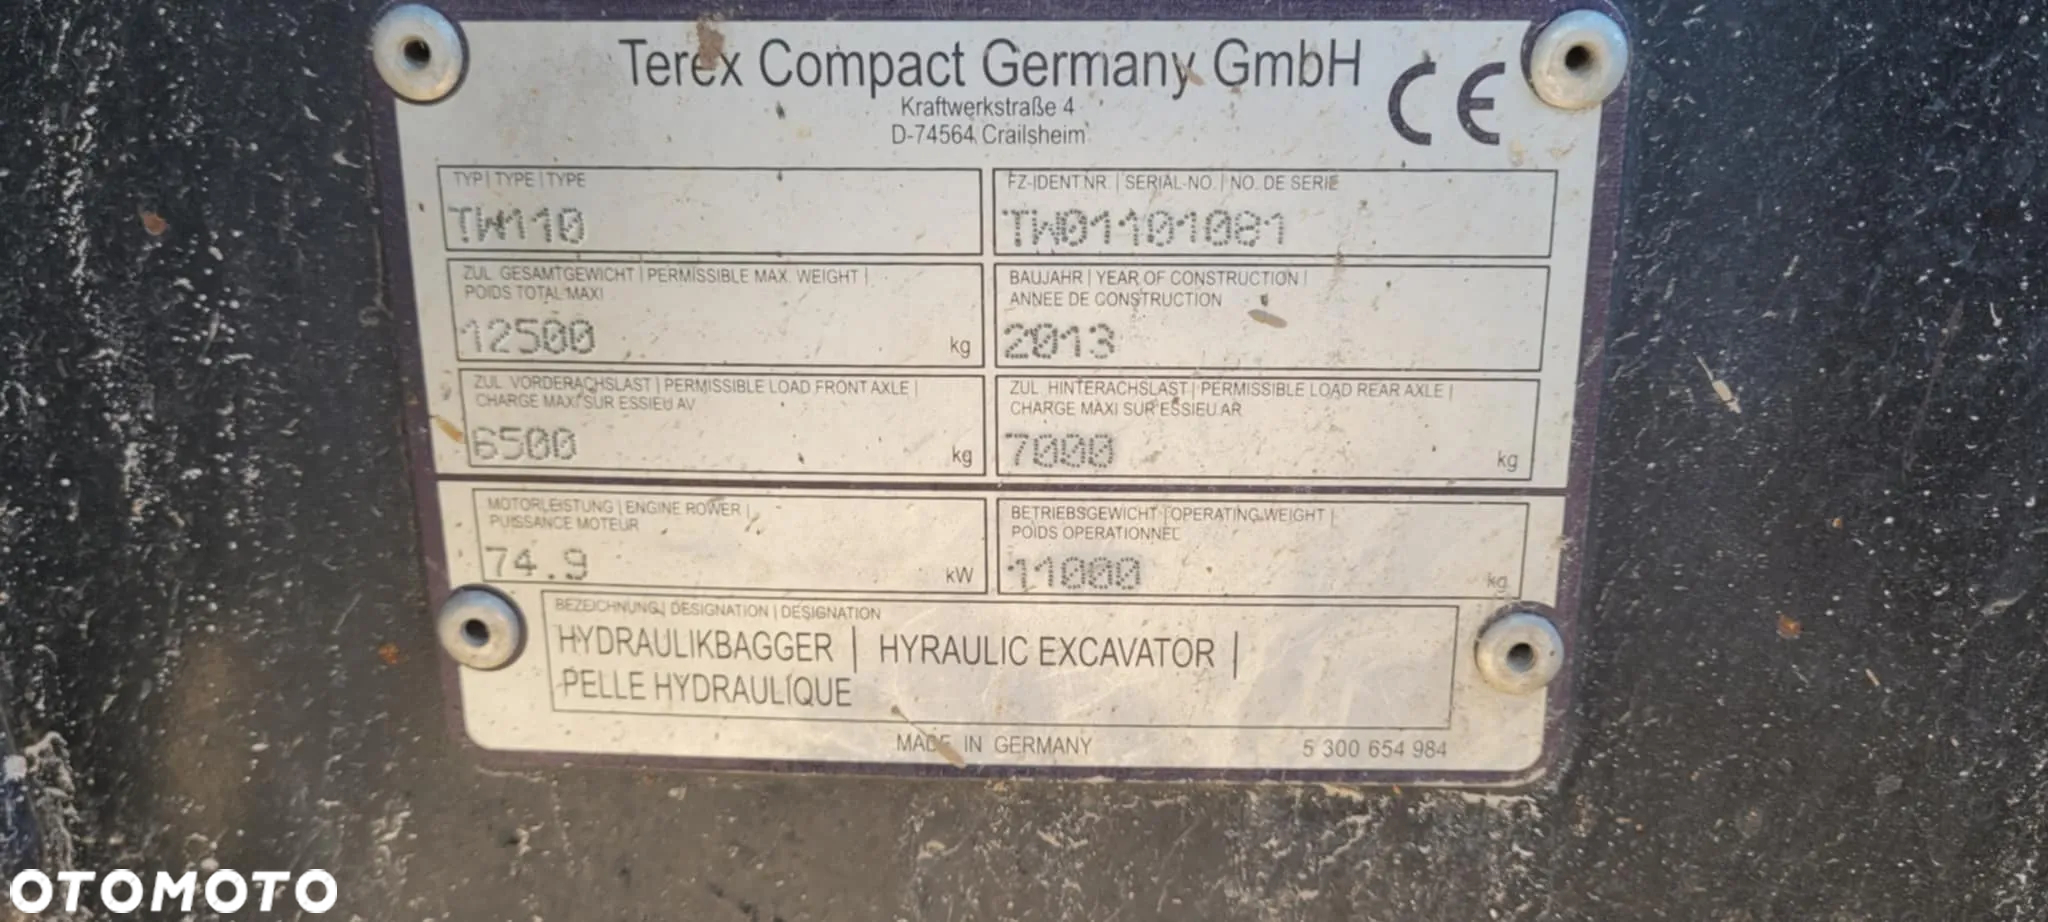 Terex Compact Germany GmbH
Kraftwerkstraße 4
D-74564 Crailsheim
CE
TYP | TYPE | TYPE
TW110
FZ-IDENT.NR. | SERIAL-NO. | NO. DE SERIE
TW01101081
ZUL. GESAMTGEWICHT | PERMISSIBLE MAX. WEIGHT |
POIDS TOTAL MAXI
12500 kg
BAUJAHR | YEAR OF CONSTRUCTION |
ANNEE DE CONSTRUCTION
2013
ZUL. VORDERACHSLAST | PERMISSIBLE LOAD FRONT AXLE |
CHARGE MAXI SUR ESSIEU AV
6500 kg
ZUL. HINTERACHSLAST | PERMISSIBLE LOAD REAR AXLE |
CHARGE MAXI SUR ESSIEU AR
7000 kg
MOTORLEISTUNG | ENGINE POWER |
PUISSANCE MOTEUR
74.9 kW
BETRIEBSGEWICHT | OPERATING WEIGHT |
POIDS OPERATIONNEL
11000 kg
BEZEICHNUNG | DESIGNATION | DESIGNATION
HYDRAULIKBAGGER | HYRAULIC EXCAVATOR |
PELLE HYDRAULIQUE
MADE IN GERMANY
5 300 654 984
OTOMOTO